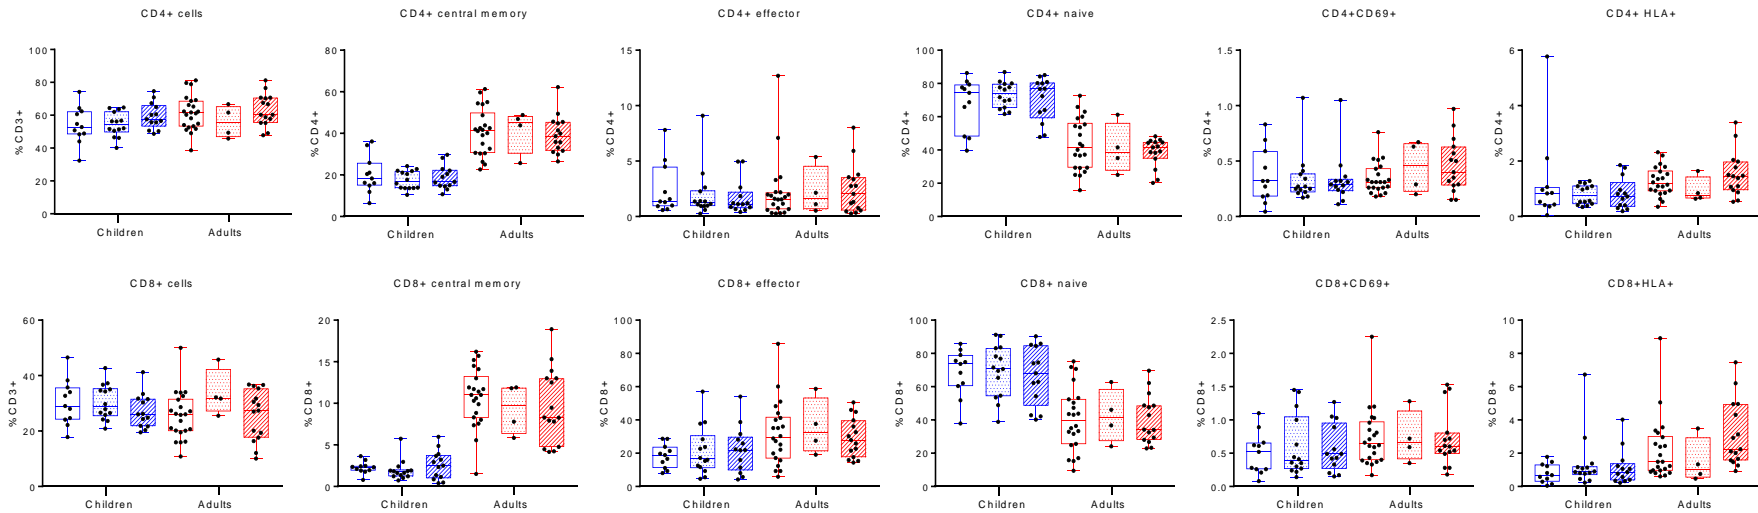 CD4+ cells
%CD3+
100
80
60
40
20
0
Children Adults
CD4+ central memory
%CD4+
80
60
40
20
0
Children Adults
CD4+ effector
%CD4+
15
10
5
0
Children Adults
CD4+ naive
%CD4+
100
80
60
40
20
0
Children Adults
CD4+CD69+
%CD4+
1.5
1.0
0.5
0.0
Children Adults
CD4+ HLA+
%CD4+
6
4
2
0
Children Adults
CD8+ cells
%CD3+
60
40
20
0
Children Adults
CD8+ central memory
%CD8+
20
15
10
5
0
Children Adults
CD8+ effector
%CD8+
100
80
60
40
20
0
Children Adults
CD8+ naive
%CD8+
100
80
60
40
20
0
Children Adults
CD8+CD69+
%CD8+
2.5
2.0
1.5
1.0
0.5
0.0
Children Adults
CD8+HLA+
%CD8+
10
8
6
4
2
0
Children Adults